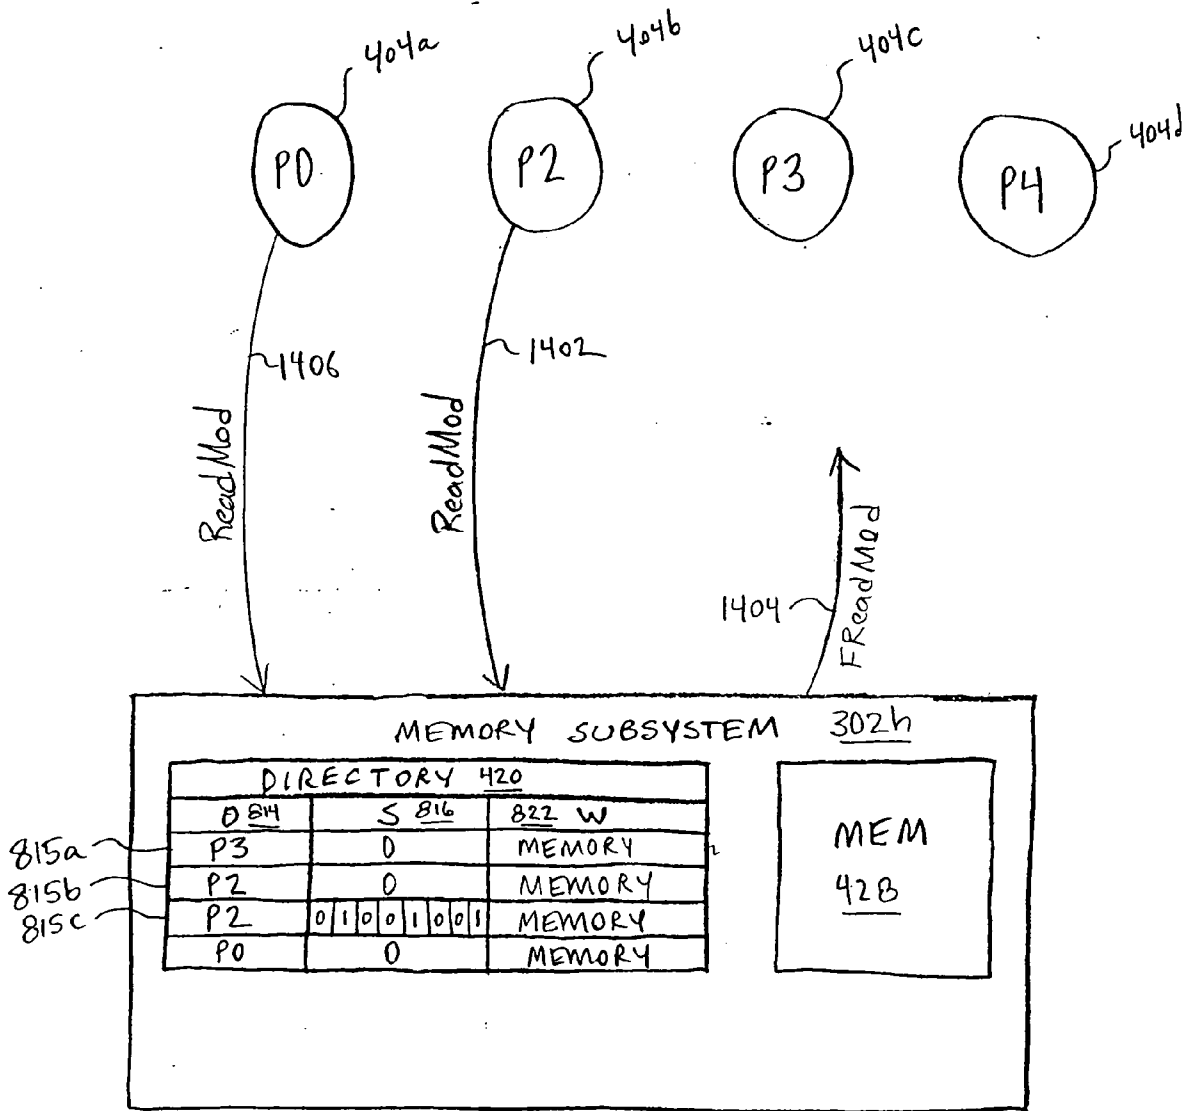 404a
404b
404c
404d
P0
P2
P3
P4
1406
1402
ReadMod
ReadMod
1404
FReadMod
MEMORY SUBSYSTEM 302h
DIRECTORY 420
O 814 S 816 822 W
815a P3 0 MEMORY
815b P2 0 MEMORY
815c P2 0 1 0 0 1 0 0 1 MEMORY
P0 0 MEMORY
MEM
428